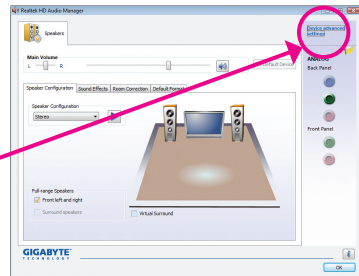 Realtek HD Audio Manager
Speakers
Device advanced
settings
Main Volume
L
R
Default Device
ANALOG
Back Panel
Speaker Configuration
Sound Effects
Room Correction
Default Format
Speaker Configuration
Stereo
Front Panel
Full-range Speakers
Front left and right
Surround speakers
Virtual Surround
GIGABYTE
TECHNOLOGY
OK